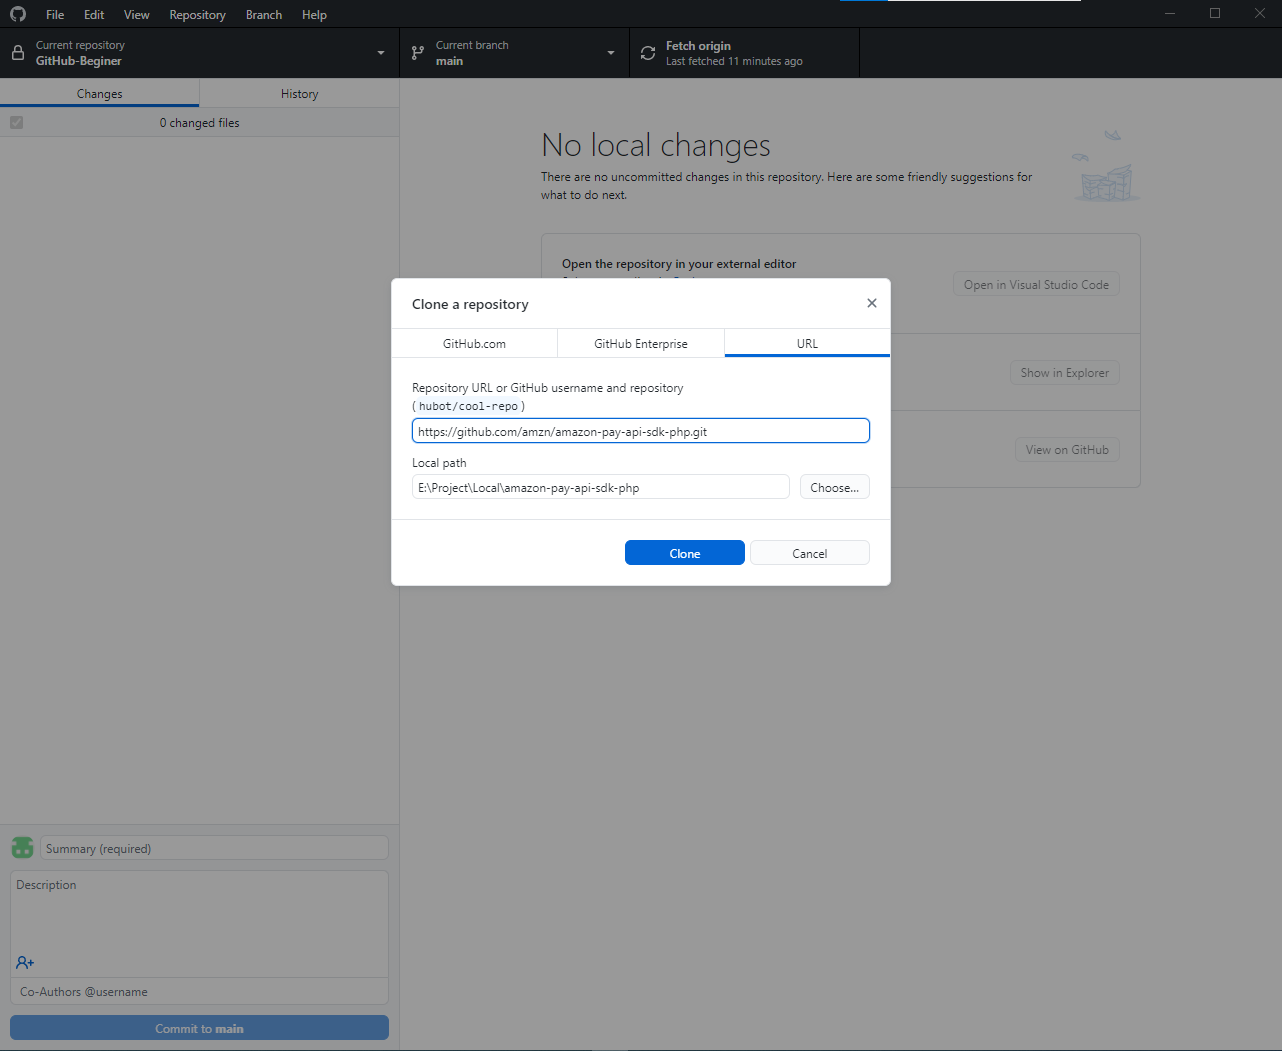 File Edit View Repository Branch Help
Current repository
GitHub-Beginer
Current branch
main
Fetch origin
Last fetched 11 minutes ago
Changes History
0 changed files
No local changes
There are no uncommitted changes in this repository. Here are some friendly suggestions for
what to do next.
Open the repository in your external editor
Open in Visual Studio Code
Show in Explorer
View on GitHub
Clone a repository
GitHub.com GitHub Enterprise URL
Repository URL or GitHub username and repository
( hubot/cool-repo )
https://github.com/amzn/amazon-pay-api-sdk-php.git
Local path
E:\Project\Local\amazon-pay-api-sdk-php
Choose...
Clone Cancel
Summary (required)
Description
Co-Authors @username
Commit to main